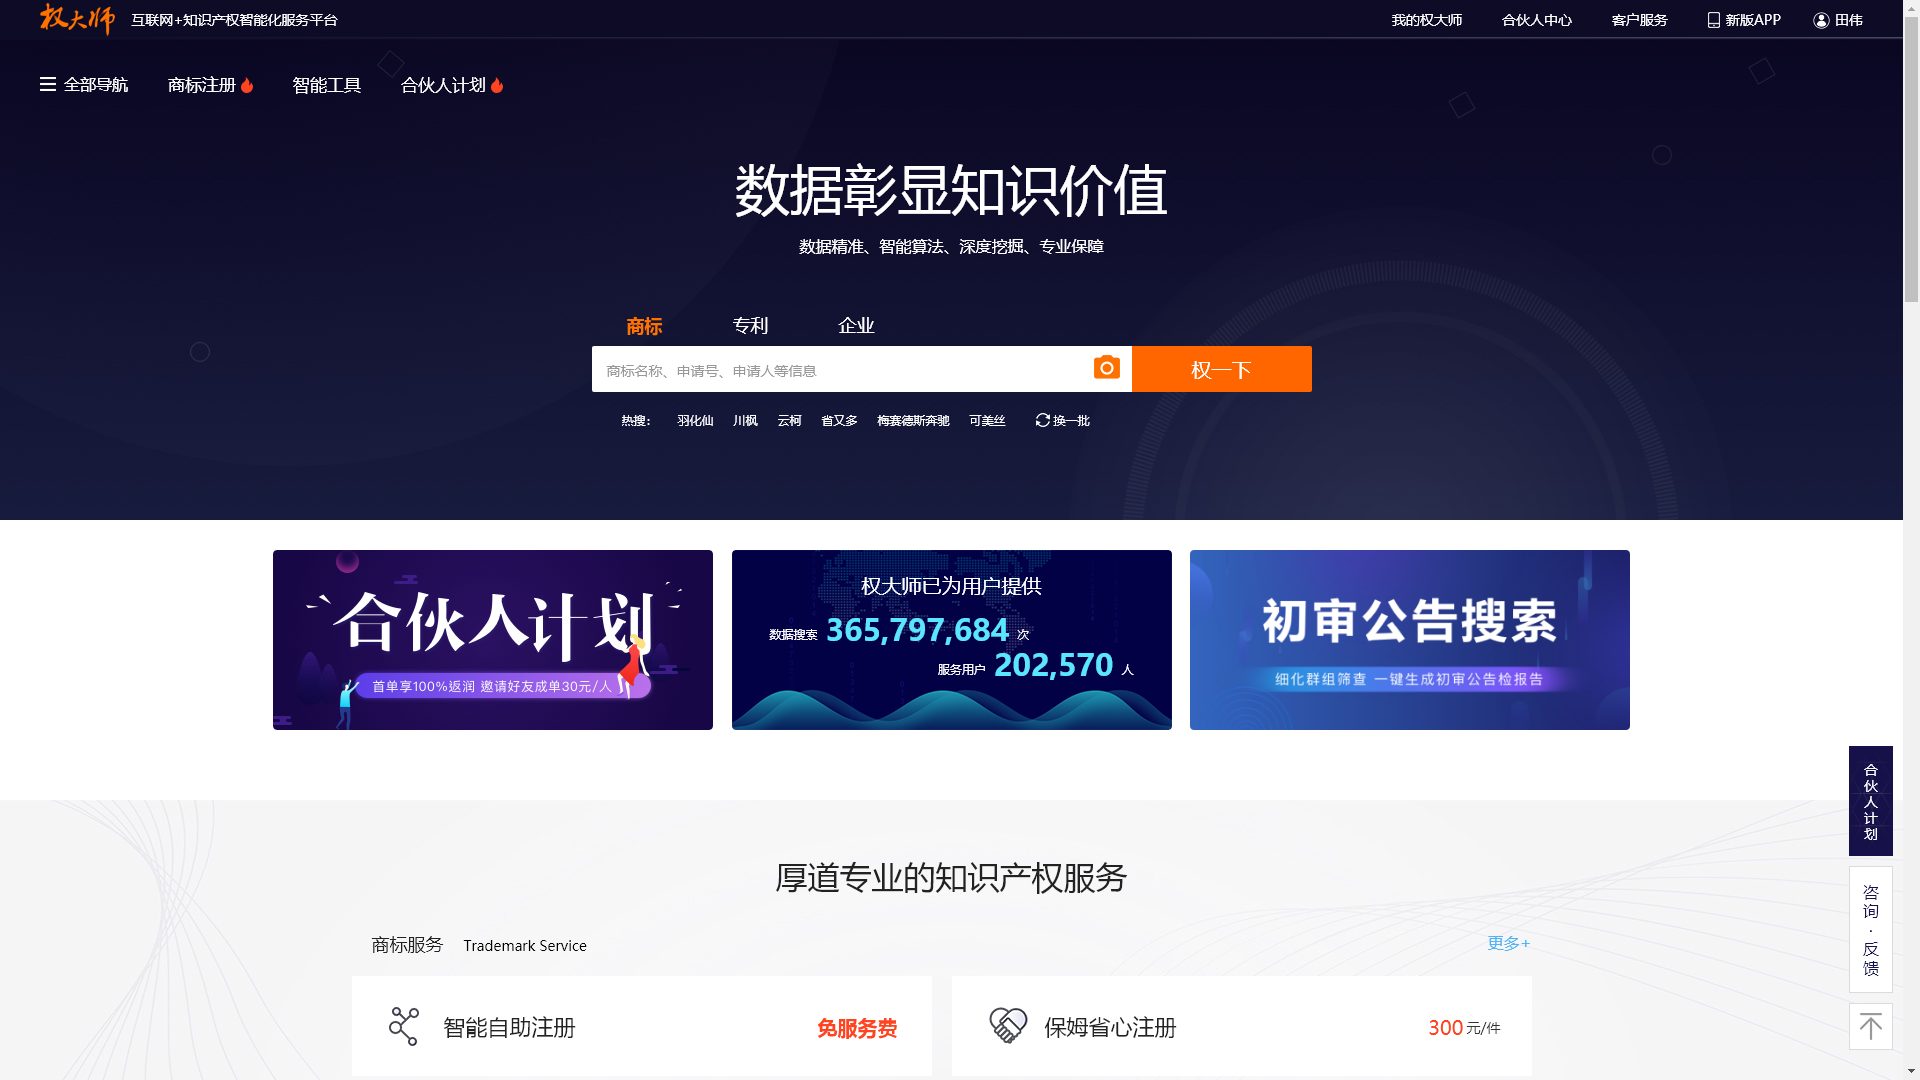 权大师 互联网+知识产权智能化服务平台 我的权大师 合伙人中心 客户服务 新版APP 田伟
全部导航 商标注册 智能工具 合伙人计划
数据彰显知识价值
数据精准、智能算法、深度挖掘、专业保障
商标 专利 企业
商标名称、申请号、申请人等信息 权一下
热搜： 羽化仙 川枫 云柯 省又多 梅赛德斯奔驰 可美丝 换一批
合伙人计划
首单享100%返润 邀请好友成单30元/人
权大师已为用户提供
数据搜索 365,797,684 次
服务用户 202,570 人
初审公告搜索
细化群组筛查 一键生成初审公告检报告
合伙人计划
咨询·反馈
厚道专业的知识产权服务
商标服务 Trademark Service 更多+
智能自助注册 免服务费
保姆省心注册 300元/件